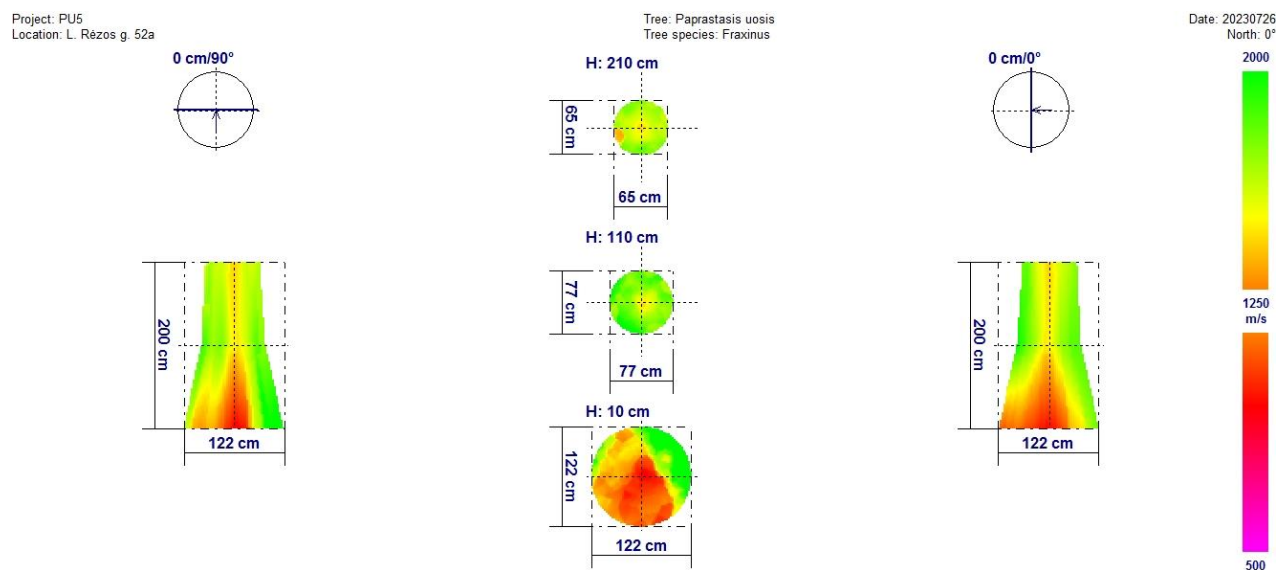 Project: PU5
Location: L. Rėzos g. 52a
Tree: Paprastasis uosis
Tree species: Fraxinus
Date: 20230726
North: 0°
0 cm/90°
H: 210 cm
0 cm/0°
2000
65 cm
65 cm
H: 110 cm
77 cm
77 cm
200 cm
122 cm
200 cm
122 cm
H: 10 cm
122 cm
122 cm
1250
m/s
500